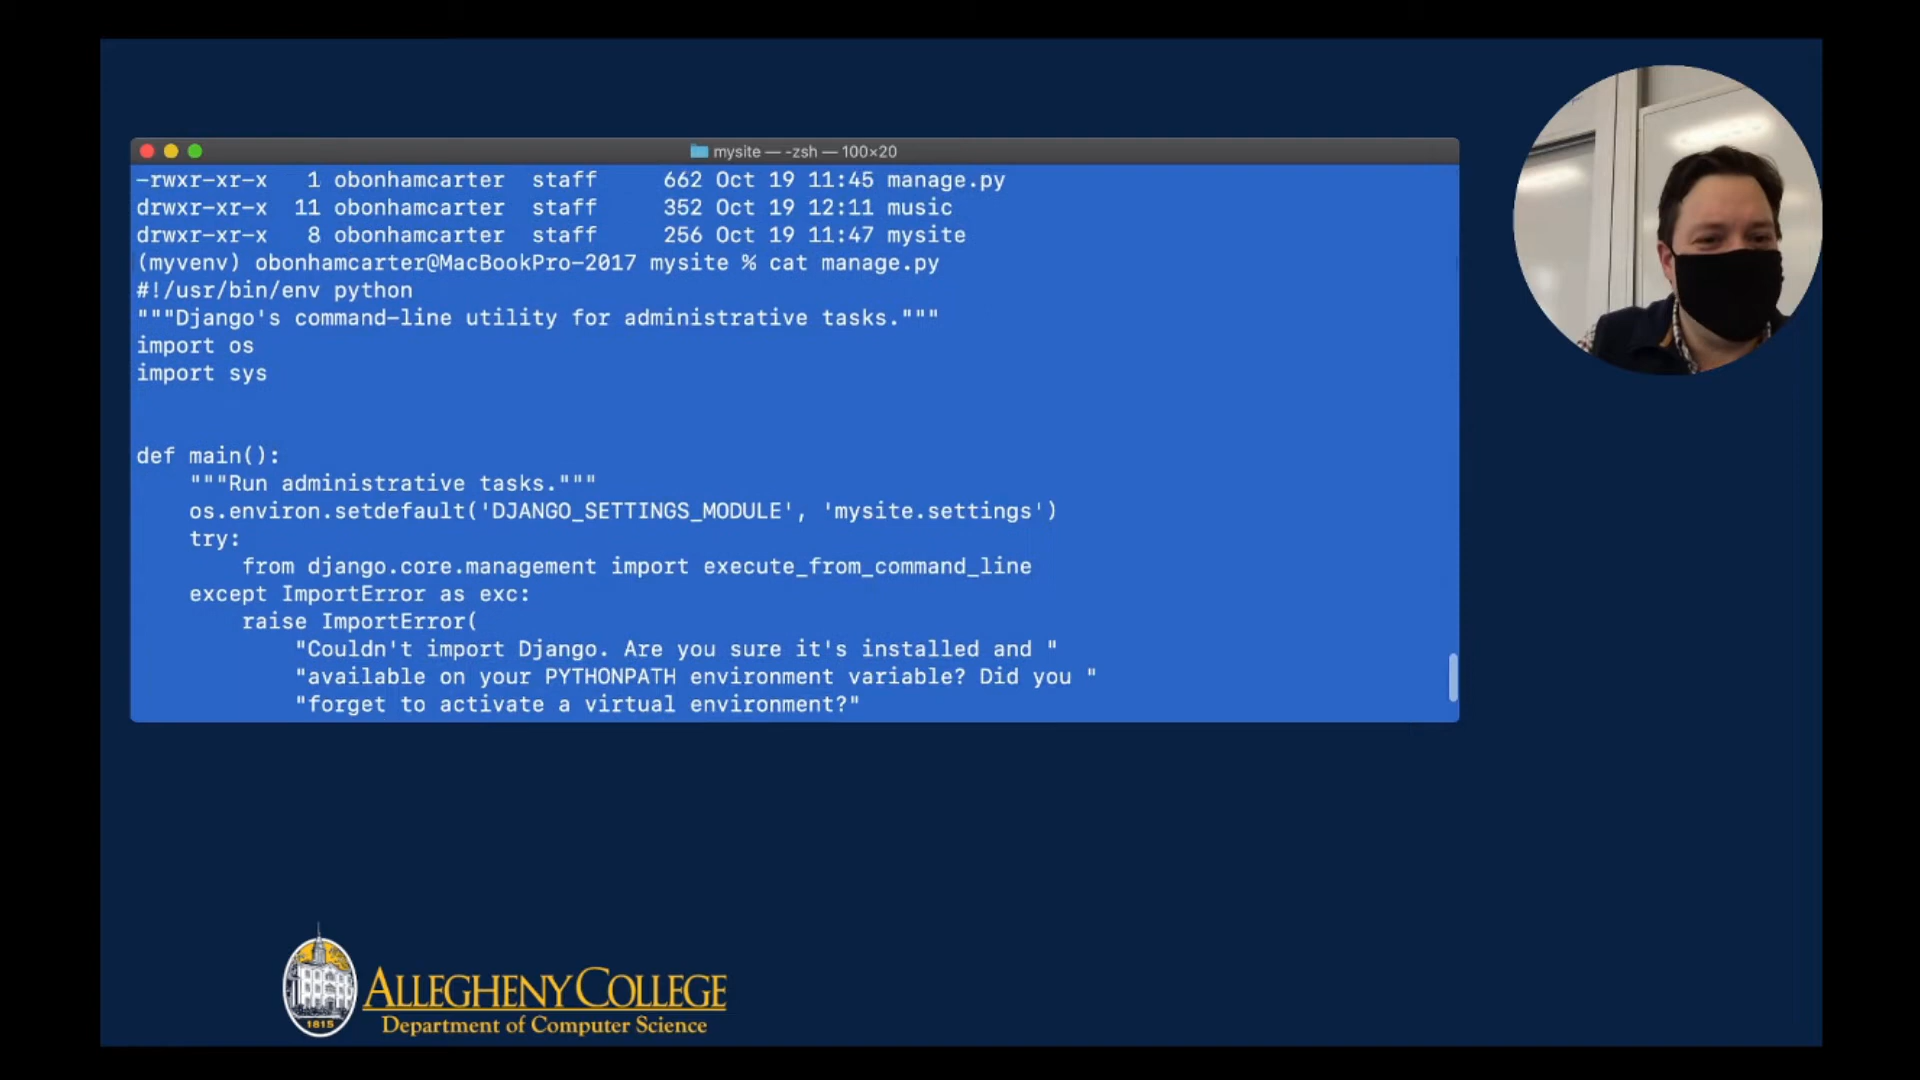 mysite — -zsh — 100×20
-rwxr-xr-x   1 obonhamcarter  staff     662 Oct 19 11:45 manage.py
drwxr-xr-x  11 obonhamcarter  staff     352 Oct 19 12:11 music
drwxr-xr-x   8 obonhamcarter  staff     256 Oct 19 11:47 mysite
(myvenv) obonhamcarter@MacBookPro-2017 mysite % cat manage.py
#!/usr/bin/env python
"""Django's command-line utility for administrative tasks."""
import os
import sys
def main():
    """Run administrative tasks."""
    os.environ.setdefault('DJANGO_SETTINGS_MODULE', 'mysite.settings')
    try:
        from django.core.management import execute_from_command_line
    except ImportError as exc:
        raise ImportError(
            "Couldn't import Django. Are you sure it's installed and "
            "available on your PYTHONPATH environment variable? Did you "
            "forget to activate a virtual environment?"
1815
ALLEGHENY COLLEGE
Department of Computer Science